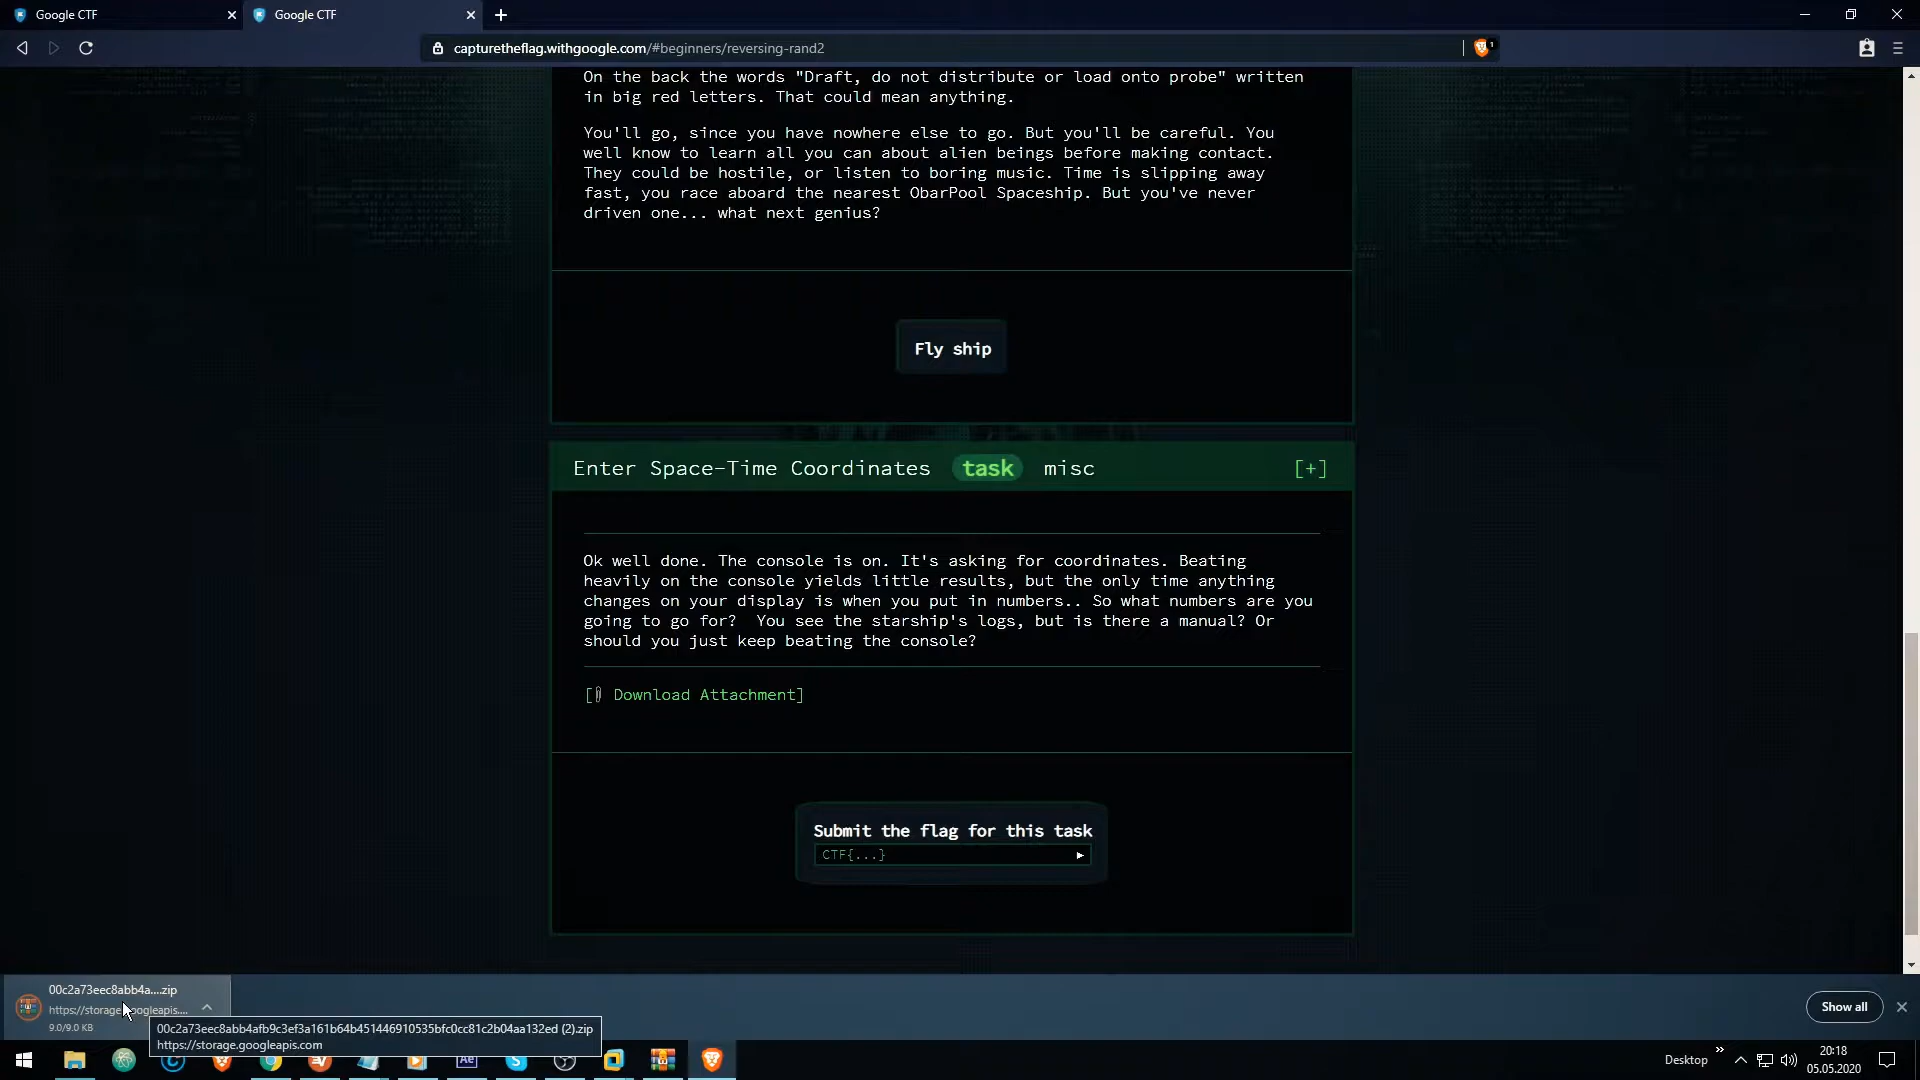 Google CTF
Google CTF
capturetheflag.withgoogle.com/#beginners/reversing-rand2
1
On the back the words "Draft, do not distribute or load onto probe" written
in big red letters. That could mean anything.
You'll go, since you have nowhere else to go. But you'll be careful. You
well know to learn all you can about alien beings before making contact.
They could be hostile, or listen to boring music. Time is slipping away
fast, you race aboard the nearest ObarPool Spaceship. But you've never
driven one... what next genius?
Fly ship
Enter Space-Time Coordinates task misc [+]
Ok well done. The console is on. It's asking for coordinates. Beating
heavily on the console yields little results, but the only time anything
changes on your display is when you put in numbers.. So what numbers are you
going to go for? You see the starship's logs, but is there a manual? Or
should you just keep beating the console?
[ Download Attachment]
Submit the flag for this task
CTF{...}
00c2a73eec8abb4a....zip
https://storage.googleapis....
9.0/9.0 KB
Show all
00c2a73eec8abb4afb9c3ef3a161b64b451446910535bfc0cc81c2b04aa132ed (2).zip
https://storage.googleapis.com
Ae
Desktop
20:18
05.05.2020